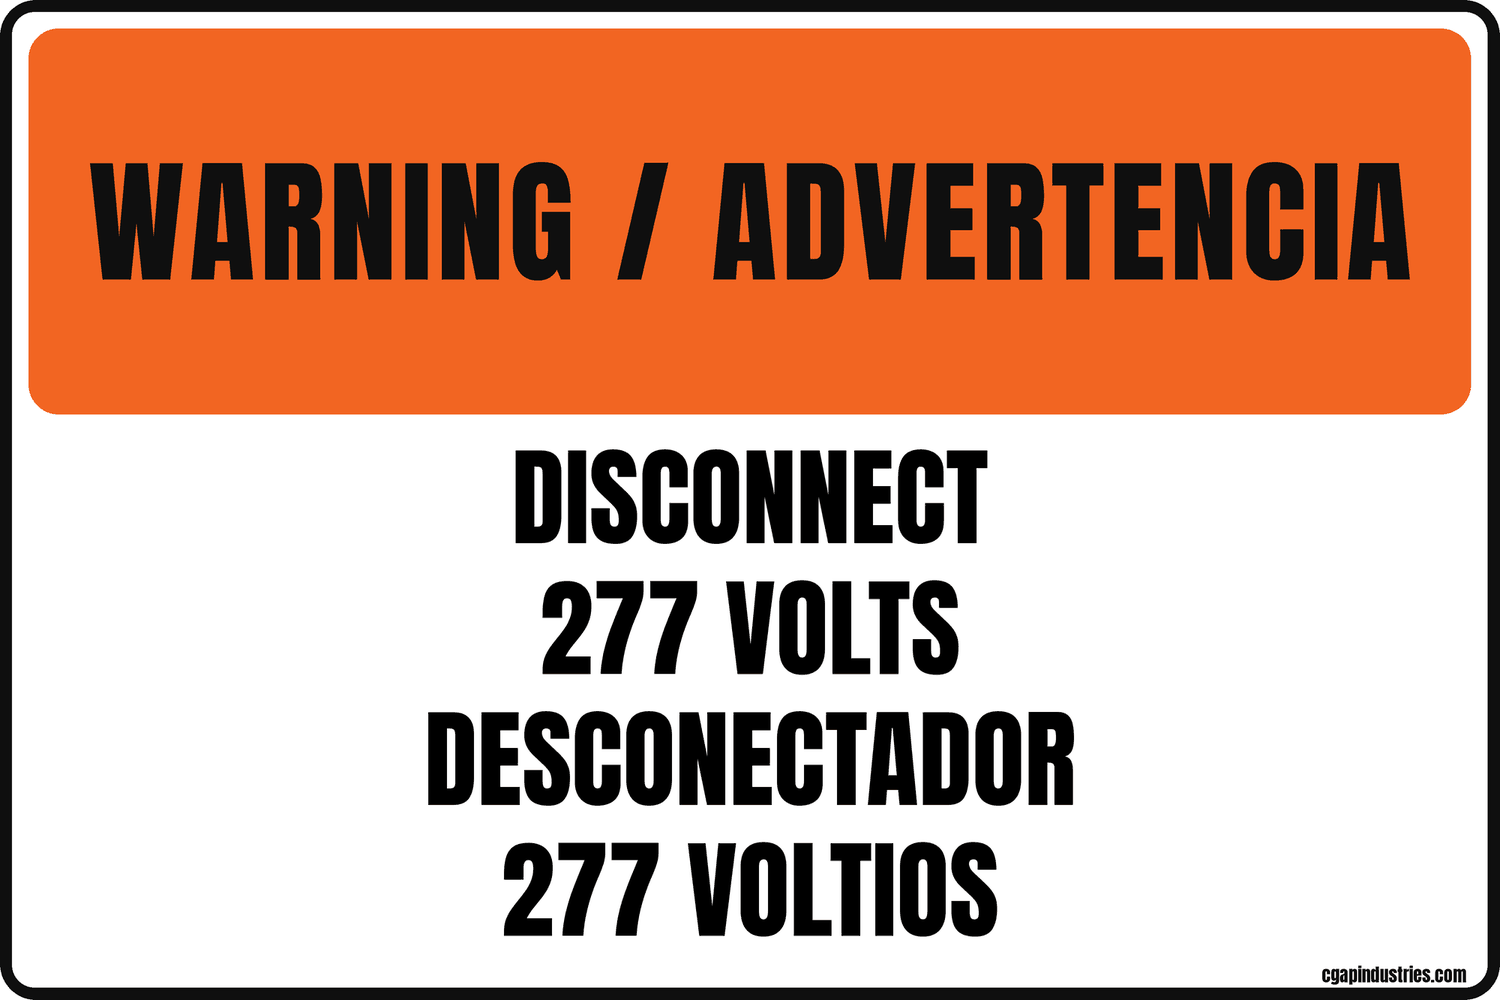 WARNING / ADVERTENCIA
DISCONNECT
277 VOLTS
DESCONECTADOR
277 VOLTIOS
cgapindustries.com